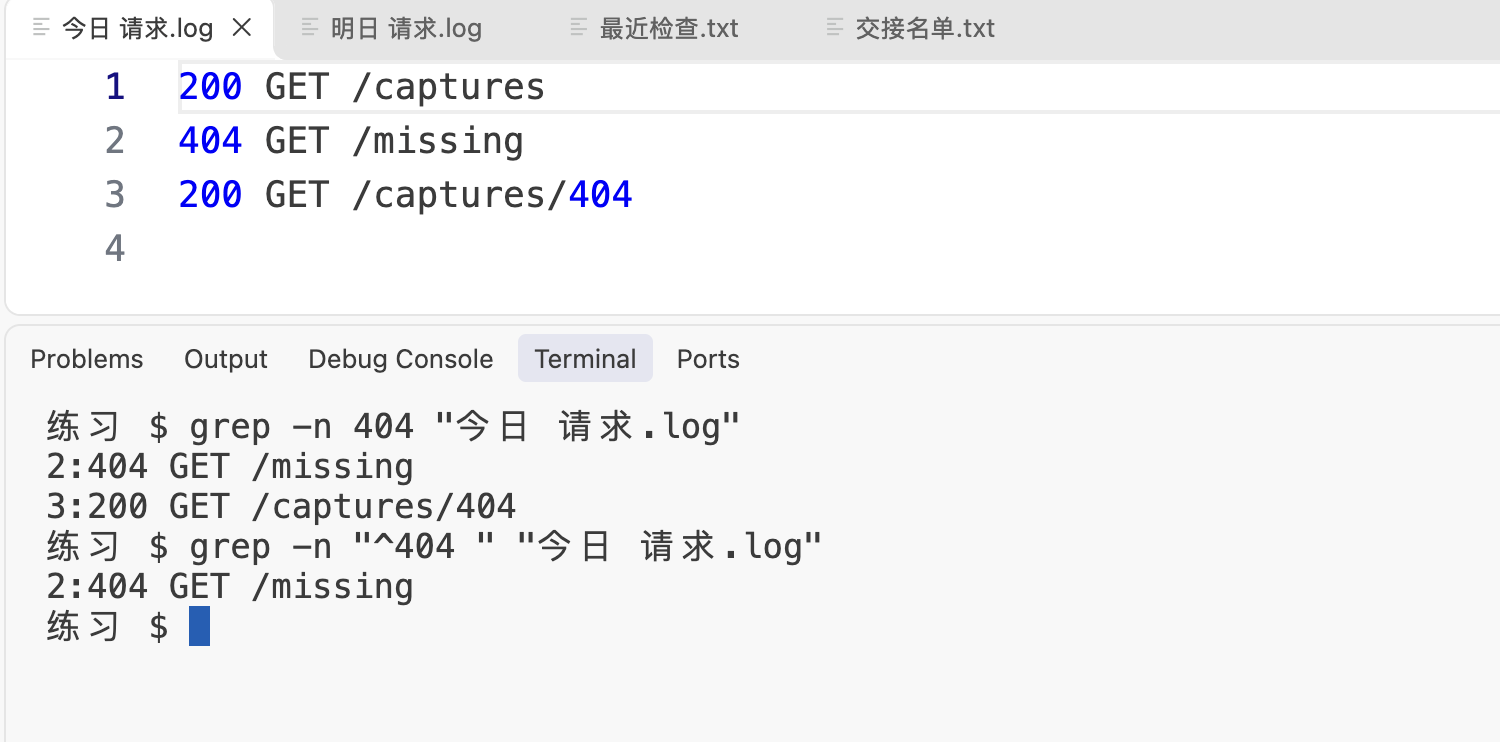 今日 请求.log 明日 请求.log 最近检查.txt 交接名单.txt
1 200 GET /captures
2 404 GET /missing
3 200 GET /captures/404
4
Problems Output Debug Console Terminal Ports
练习 $ grep -n 404 "今日 请求.log"
2:404 GET /missing
3:200 GET /captures/404
练习 $ grep -n "^404 " "今日 请求.log"
2:404 GET /missing
练习 $